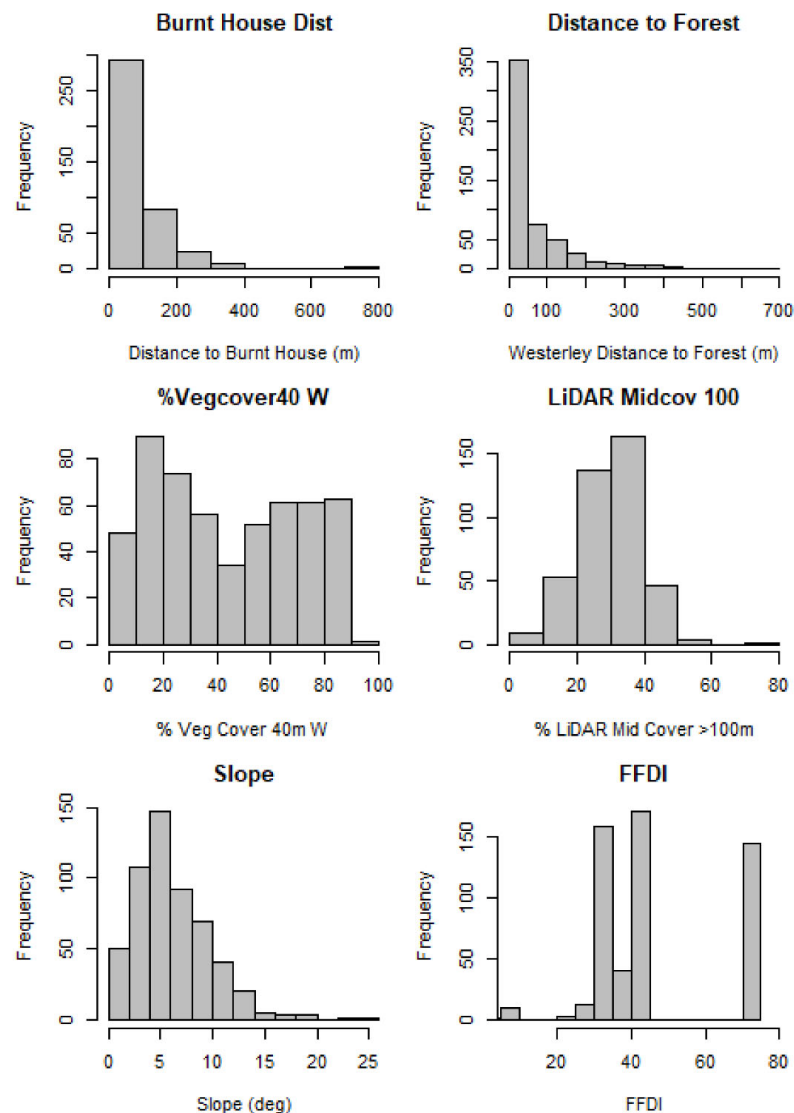 Burnt House Dist
Frequency
0 50 150 250
0 200 400 600 800
Distance to Burnt House (m)
Distance to Forest
Frequency
0 50 150 250 350
0 100 300 500 700
Westerley Distance to Forest (m)
%Vegcover40 W
Frequency
0 20 40 60 80
0 20 40 60 80 100
% Veg Cover 40m W
LiDAR Midcov 100
Frequency
0 50 100 150
0 20 40 60 80
% LiDAR Mid Cover >100m
Slope
Frequency
0 50 100 150
0 5 10 15 20 25
Slope (deg)
FFDI
Frequency
0 50 100 150
20 40 60 80
FFDI